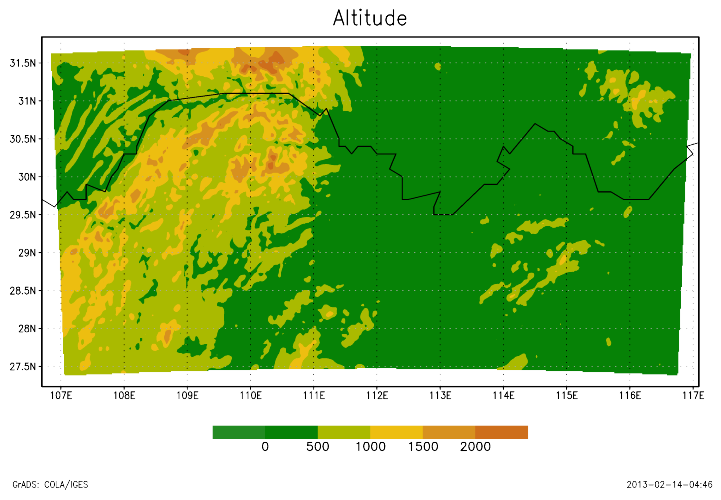 Altitude
31.5N
31N
30.5N
30N
29.5N
29N
28.5N
28N
27.5N
107E 108E 109E 110E 111E 112E 113E 114E 115E 116E 117E
0 500 1000 1500 2000
GrADS: COLA/IGES 2013-02-14-04:46